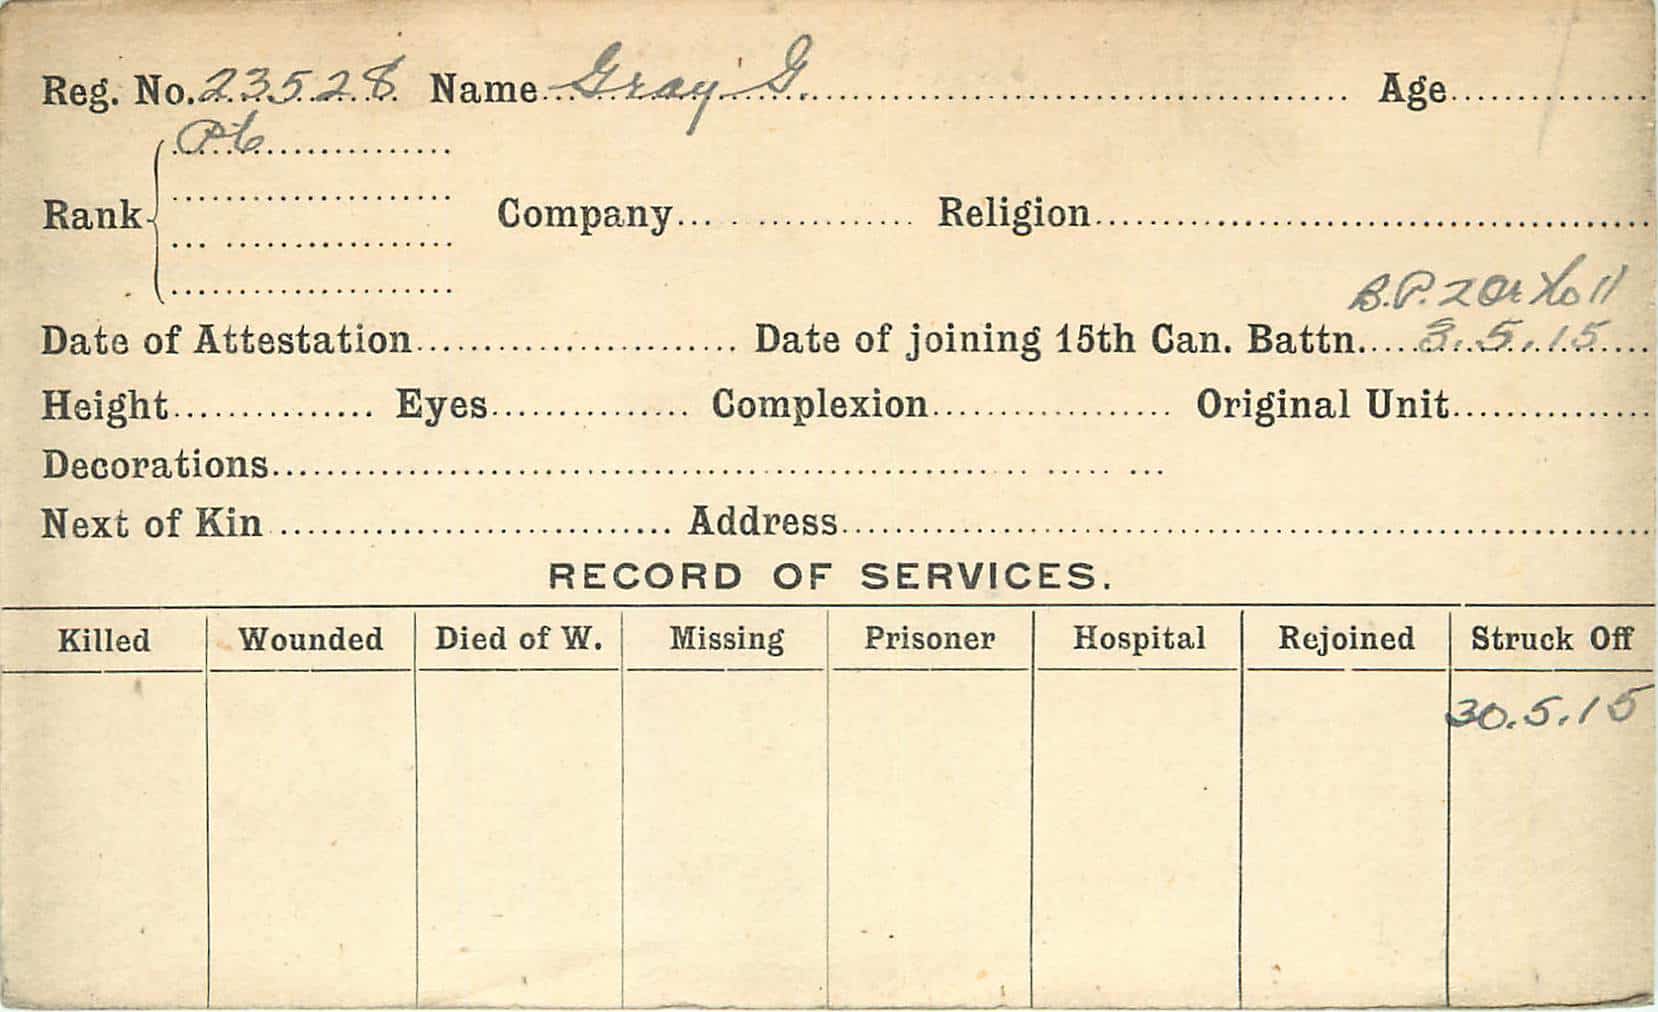 Reg. No. 23528 Name Gray G. Age
Pte
Rank Company Religion
B.P. 2
Date of Attestation Date of joining 15th Can. Battn. 3.5.15
Height Eyes Complexion Original Unit
Decorations
Next of Kin Address
RECORD OF SERVICES.
Killed Wounded Died of W. Missing Prisoner Hospital Rejoined Struck Off
30.5.15